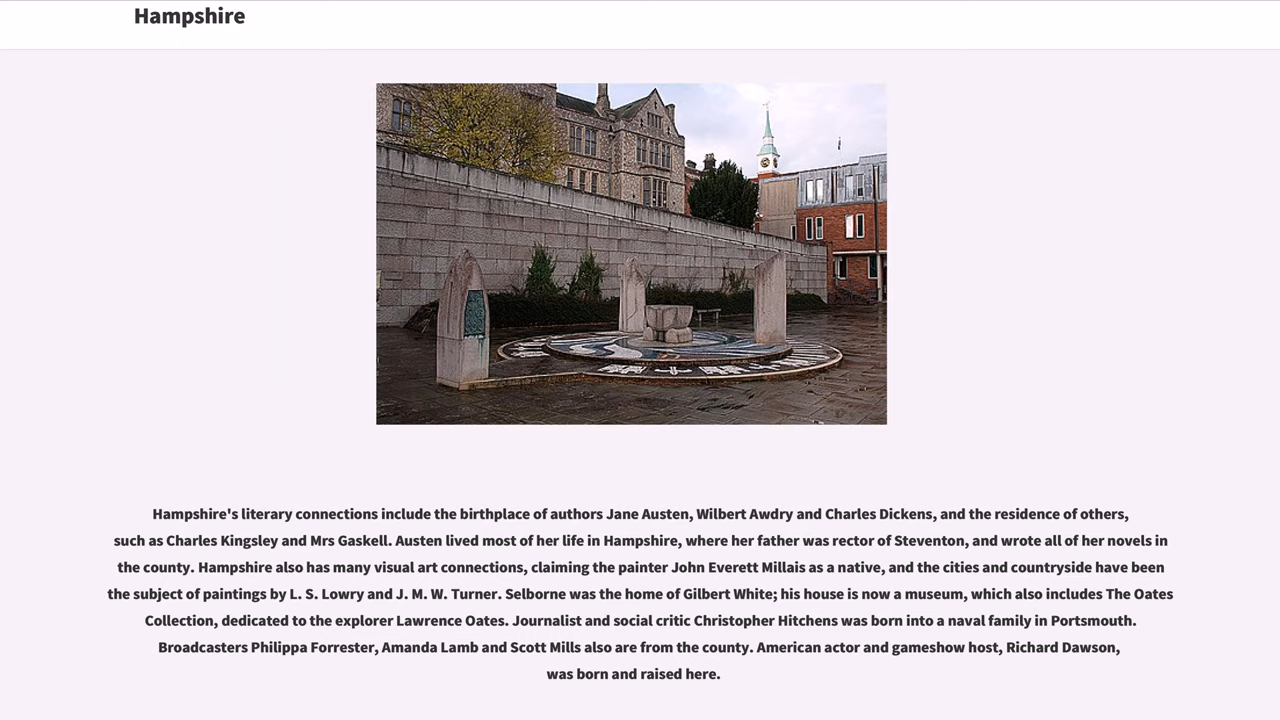 Hampshire
Hampshire's literary connections include the birthplace of authors Jane Austen, Wilbert Awdry and Charles Dickens, and the residence of others,
such as Charles Kingsley and Mrs Gaskell. Austen lived most of her life in Hampshire, where her father was rector of Steventon, and wrote all of her novels in
the county. Hampshire also has many visual art connections, claiming the painter John Everett Millais as a native, and the cities and countryside have been
the subject of paintings by L. S. Lowry and J. M. W. Turner. Selborne was the home of Gilbert White; his house is now a museum, which also includes The Oates
Collection, dedicated to the explorer Lawrence Oates. Journalist and social critic Christopher Hitchens was born into a naval family in Portsmouth.
Broadcasters Philippa Forrester, Amanda Lamb and Scott Mills also are from the county. American actor and gameshow host, Richard Dawson,
was born and raised here.